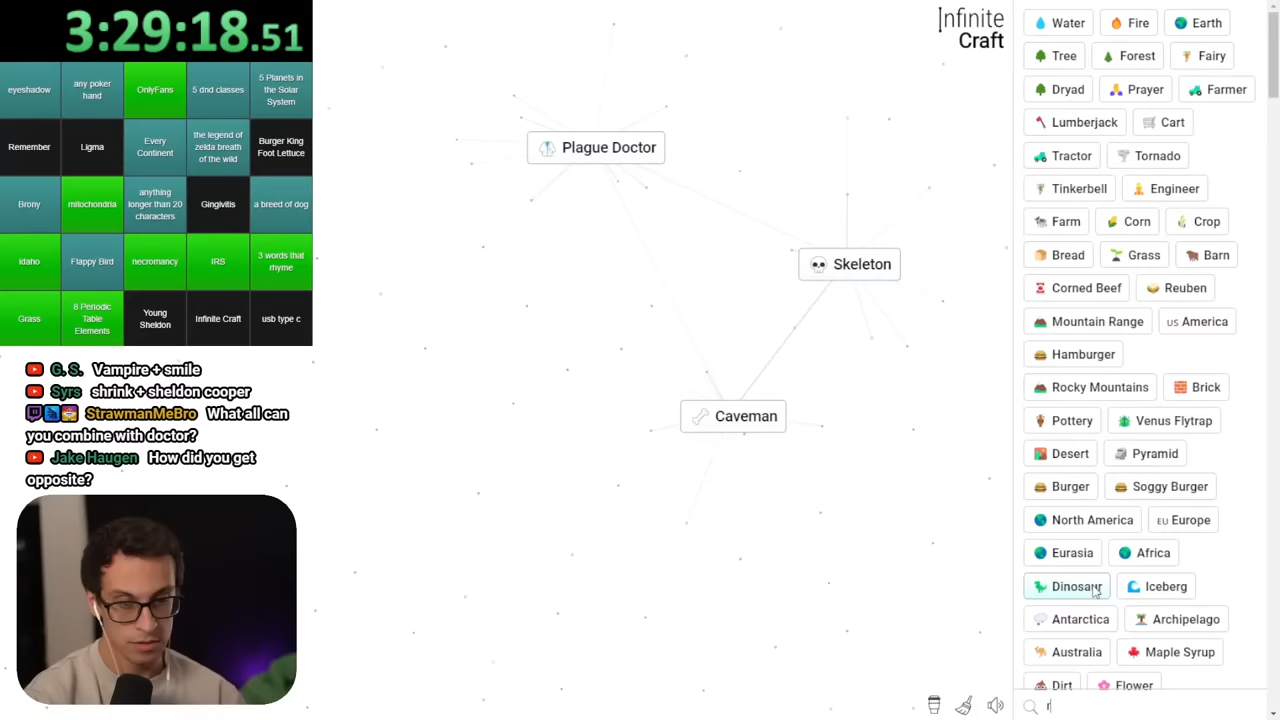 3:29:18.51
eyeshadow
any poker
hand
OnlyFans
5 dnd classes
5 Planets in
the Solar
System
Remember
Ligma
Every
Continent
the legend of
zelda breath
of the wild
Burger King
Foot Lettuce
Brony
mitochondria
anything
longer than 20
characters
Gingivitis
a breed of dog
idaho
Flappy Bird
necromancy
IRS
3 words that
rhyme
Grass
8 Periodic
Table
Elements
Young
Sheldon
Infinite Craft
usb type c
G. S. Vampire + smile
Syrs shrink + sheldon cooper
StrawmanMeBro What all can
you combine with doctor?
Jake Haugen How did you get
opposite?
Plague Doctor
Skeleton
Caveman
Infinite
Craft
Water Fire Earth
Tree Forest Fairy
Dryad Prayer Farmer
Lumberjack Cart
Tractor Tornado
Tinkerbell Engineer
Farm Corn Crop
Bread Grass Barn
Corned Beef Reuben
Mountain Range US America
Hamburger
Rocky Mountains Brick
Pottery Venus Flytrap
Desert Pyramid
Burger Soggy Burger
North America EU Europe
Eurasia Africa
Dinosaur Iceberg
Antarctica Archipelago
Australia Maple Syrup
Dirt Flower
r